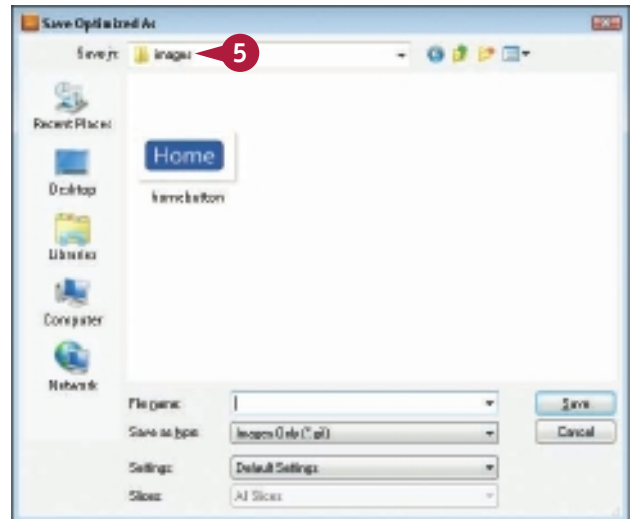 Save Optimized As
Save in: images
5
Recent Places
Home
homebutton
Desktop
Libraries
Computer
Network
File name:
Save
Save as type: Images Only (*.gif)
Cancel
Settings: Default Settings
Slices: All Slices